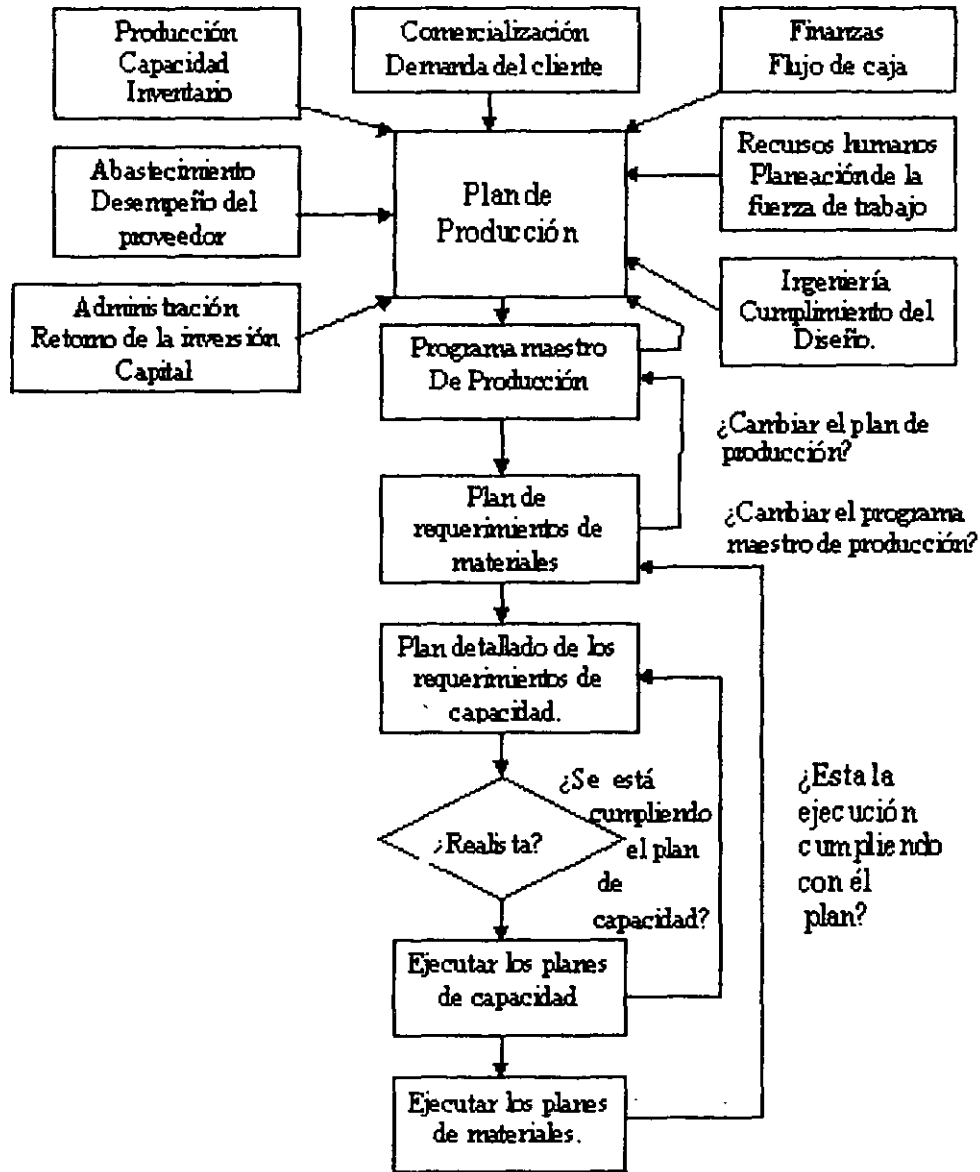 Producción
Capacidad
Inventario
Comercialización
Demanda del cliente
Finanzas
Flujo de caja
Abastecimiento
Desempeño del
proveedor
Plan de
Producción
Recursos humanos
Planeación de la
fuerza de trabajo
Administración
Retorno de la inversión
Capital
Ingeniería
Cumplimiento del
Diseño.
Programa maestro
De Producción
¿Cambiar el plan de
producción?
Plan de
requerimientos de
materiales
¿Cambiar el programa
maestro de producción?
Plan detallado de los
requerimientos de
capacidad.
¿Realista?
¿Se está
cumpliendo
el plan
de
capacidad?
¿Esta la
ejecución
cumpliendo
con él
plan?
Ejecutar los planes
de capacidad
Ejecutar los planes
de materiales.